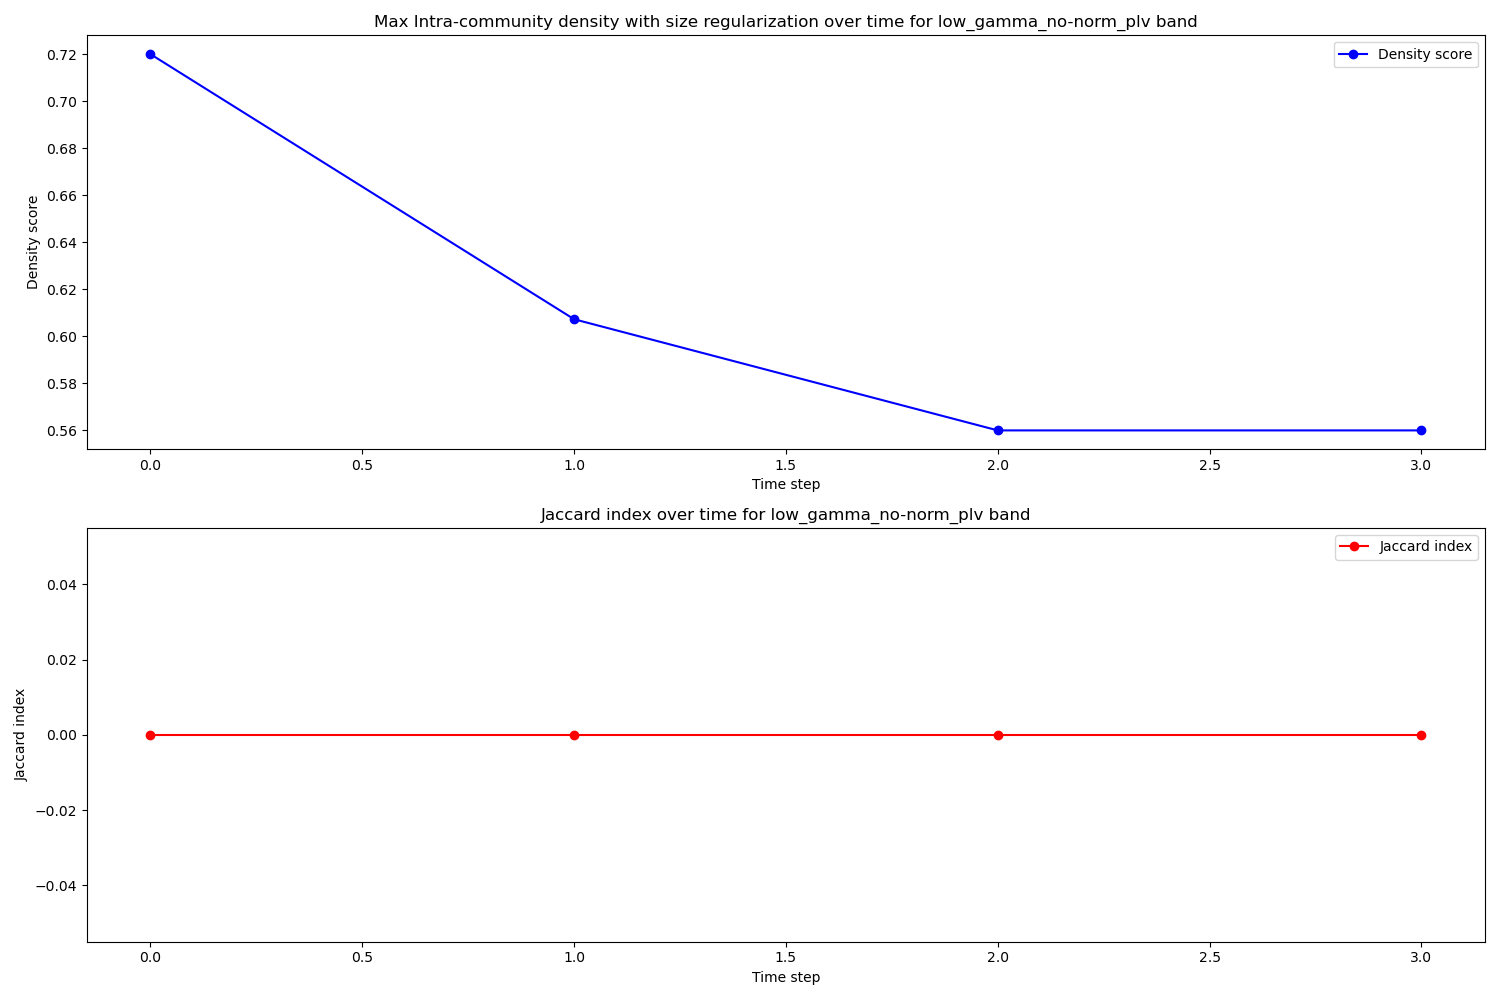 Max Intra-community density with size regularization over time for low_gamma_no-norm_plv band
Density score
0.72
0.70
0.68
0.66
0.64
0.62
0.60
0.58
0.56
Density score
0.0 0.5 1.0 1.5 2.0 2.5 3.0
Time step
Jaccard index over time for low_gamma_no-norm_plv band
Jaccard index
0.04
0.02
0.00
−0.02
−0.04
Jaccard index
0.0 0.5 1.0 1.5 2.0 2.5 3.0
Time step